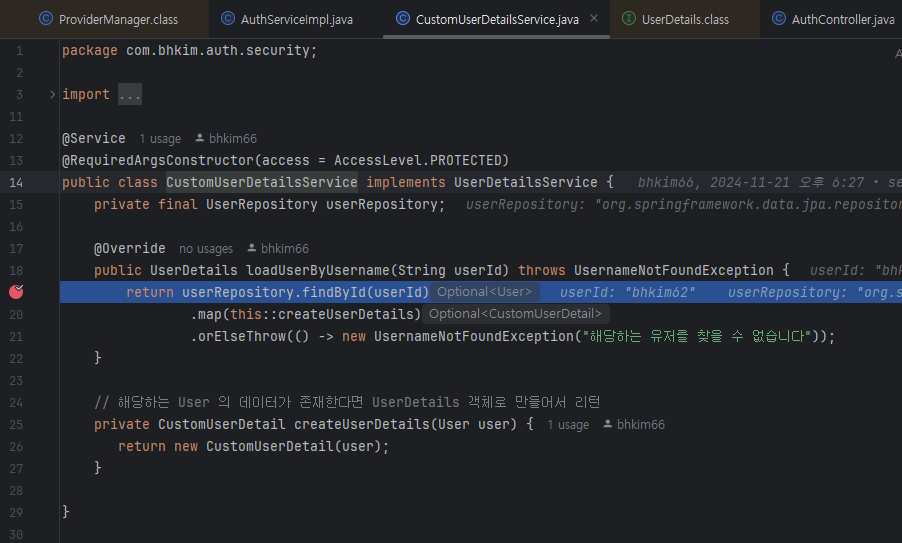 ProviderManager.class AuthServiceImpl.java CustomUserDetailsService.java × UserDetails.class AuthController.java
1 package com.bhkim.auth.security;
2
3 > import ...
11
12 @Service 1 usage bhkim66
13 @RequiredArgsConstructor(access = AccessLevel.PROTECTED)
14 public class CustomUserDetailsService implements UserDetailsService { bhkim66, 2024-11-21 오후 6:27 • se
15 private final UserRepository userRepository; userRepository: "org.springframework.data.jpa.repositor
16
17 @Override no usages bhkim66
18 public UserDetails loadUserByUsername(String userId) throws UsernameNotFoundException { userId: "bhk
return userRepository.findById(userId) Optional<User> userId: "bhkim62" userRepository: "org.s
20 .map(this::createUserDetails) Optional<CustomUserDetail>
21 .orElseThrow(() -> new UsernameNotFoundException("해당하는 유저를 찾을 수 없습니다"));
22 }
23
24 // 해당하는 User 의 데이터가 존재한다면 UserDetails 객체로 만들어서 리턴
25 private CustomUserDetail createUserDetails(User user) { 1 usage bhkim66
26 return new CustomUserDetail(user);
27 }
28
29 }
30